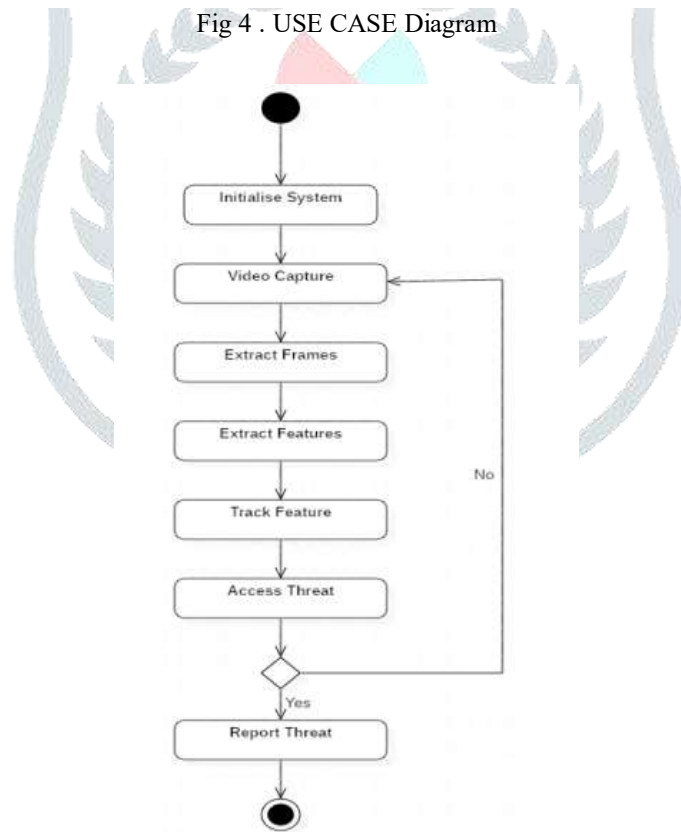 Fig 4 . USE CASE Diagram
Initialise System
Video Capture
Extract Frames
Extract Features
No
Track Feature
Access Threat
Yes
Report Threat